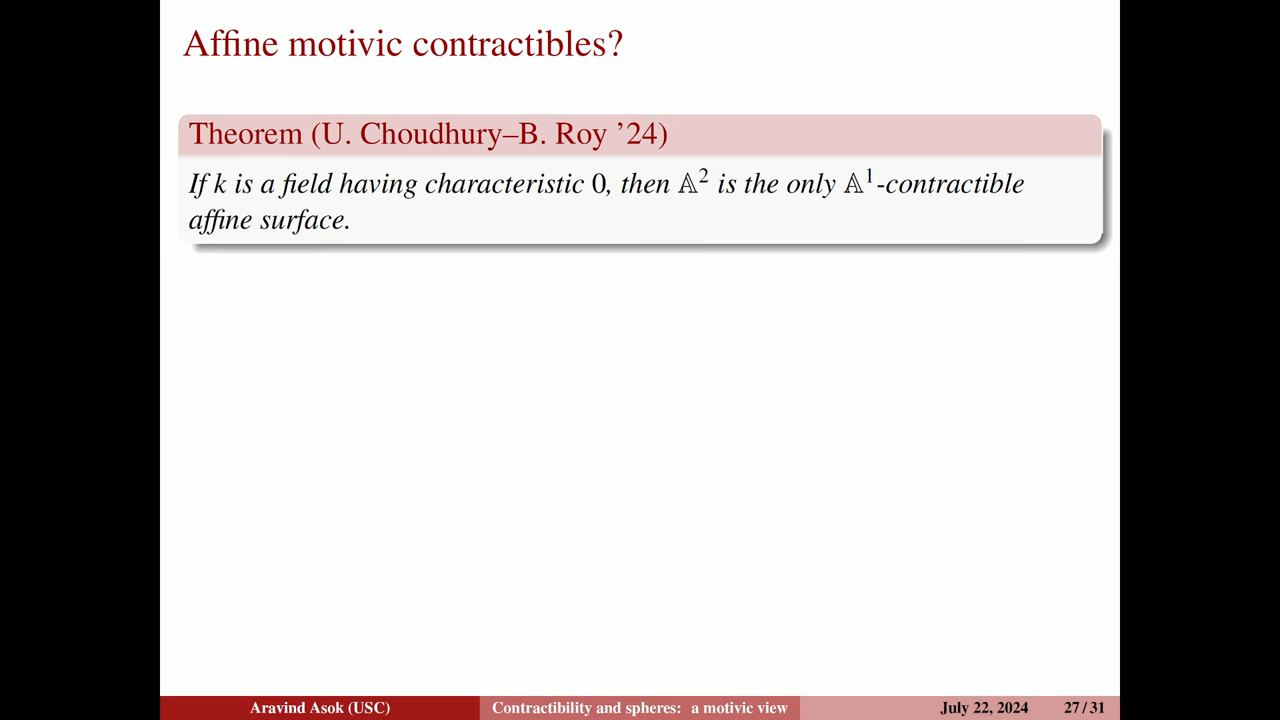 Affine motivic contractibles?
Theorem (U. Choudhury–B. Roy ’24)
If k is a field having characteristic 0, then 𝔸² is the only 𝔸¹-contractible
affine surface.
Aravind Asok (USC) Contractibility and spheres: a motivic view July 22, 2024 27 / 31